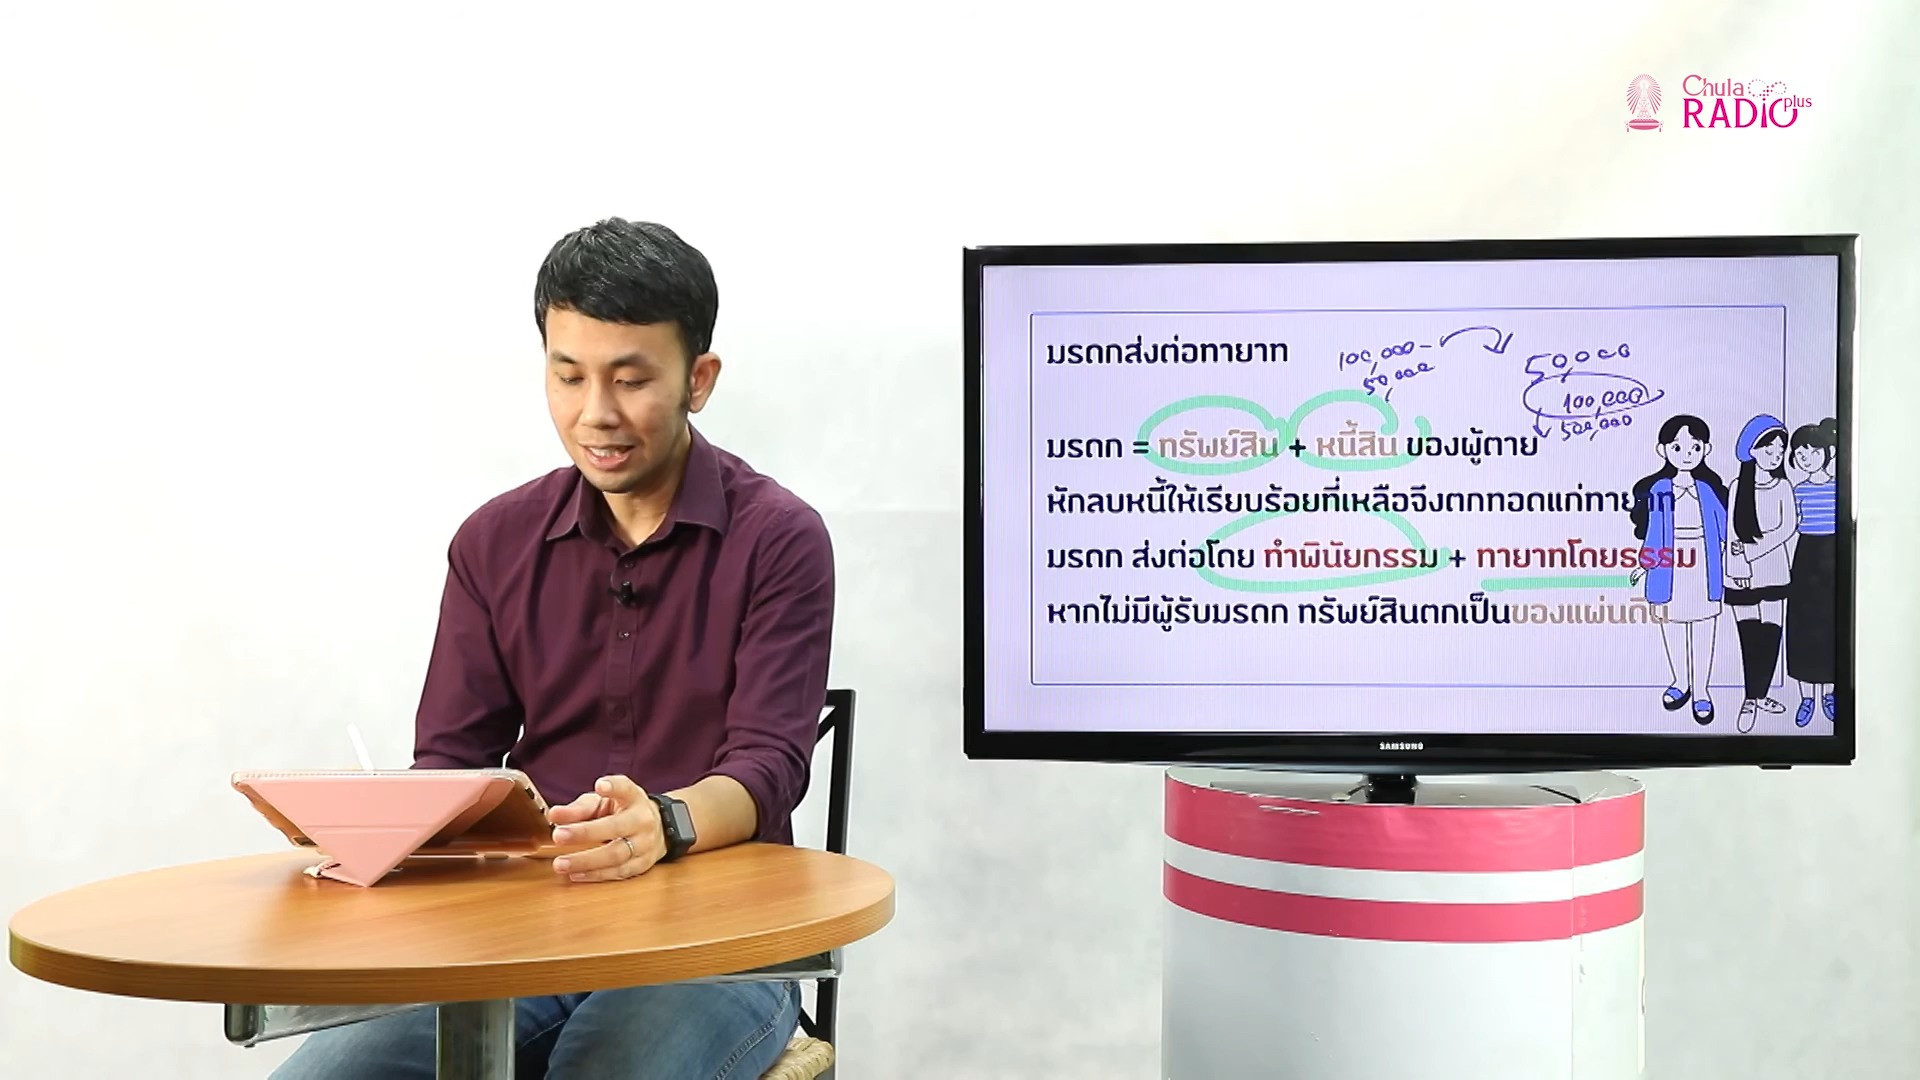 Chula
RADIO plus
มรดกส่งต่อทายาท
100,000-
50,000
50,000
100,000
500,000
มรดก = ทรัพย์สิน + หนี้สิน ของผู้ตาย
หักลบหนี้ให้เรียบร้อยที่เหลือจึงตกทอดแก่ทายาท
มรดก ส่งต่อโดย ทำพินัยกรรม + ทายาทโดยธรรม
หากไม่มีผู้รับมรดก ทรัพย์สินตกเป็นของแผ่นดิน
SAMSUNG